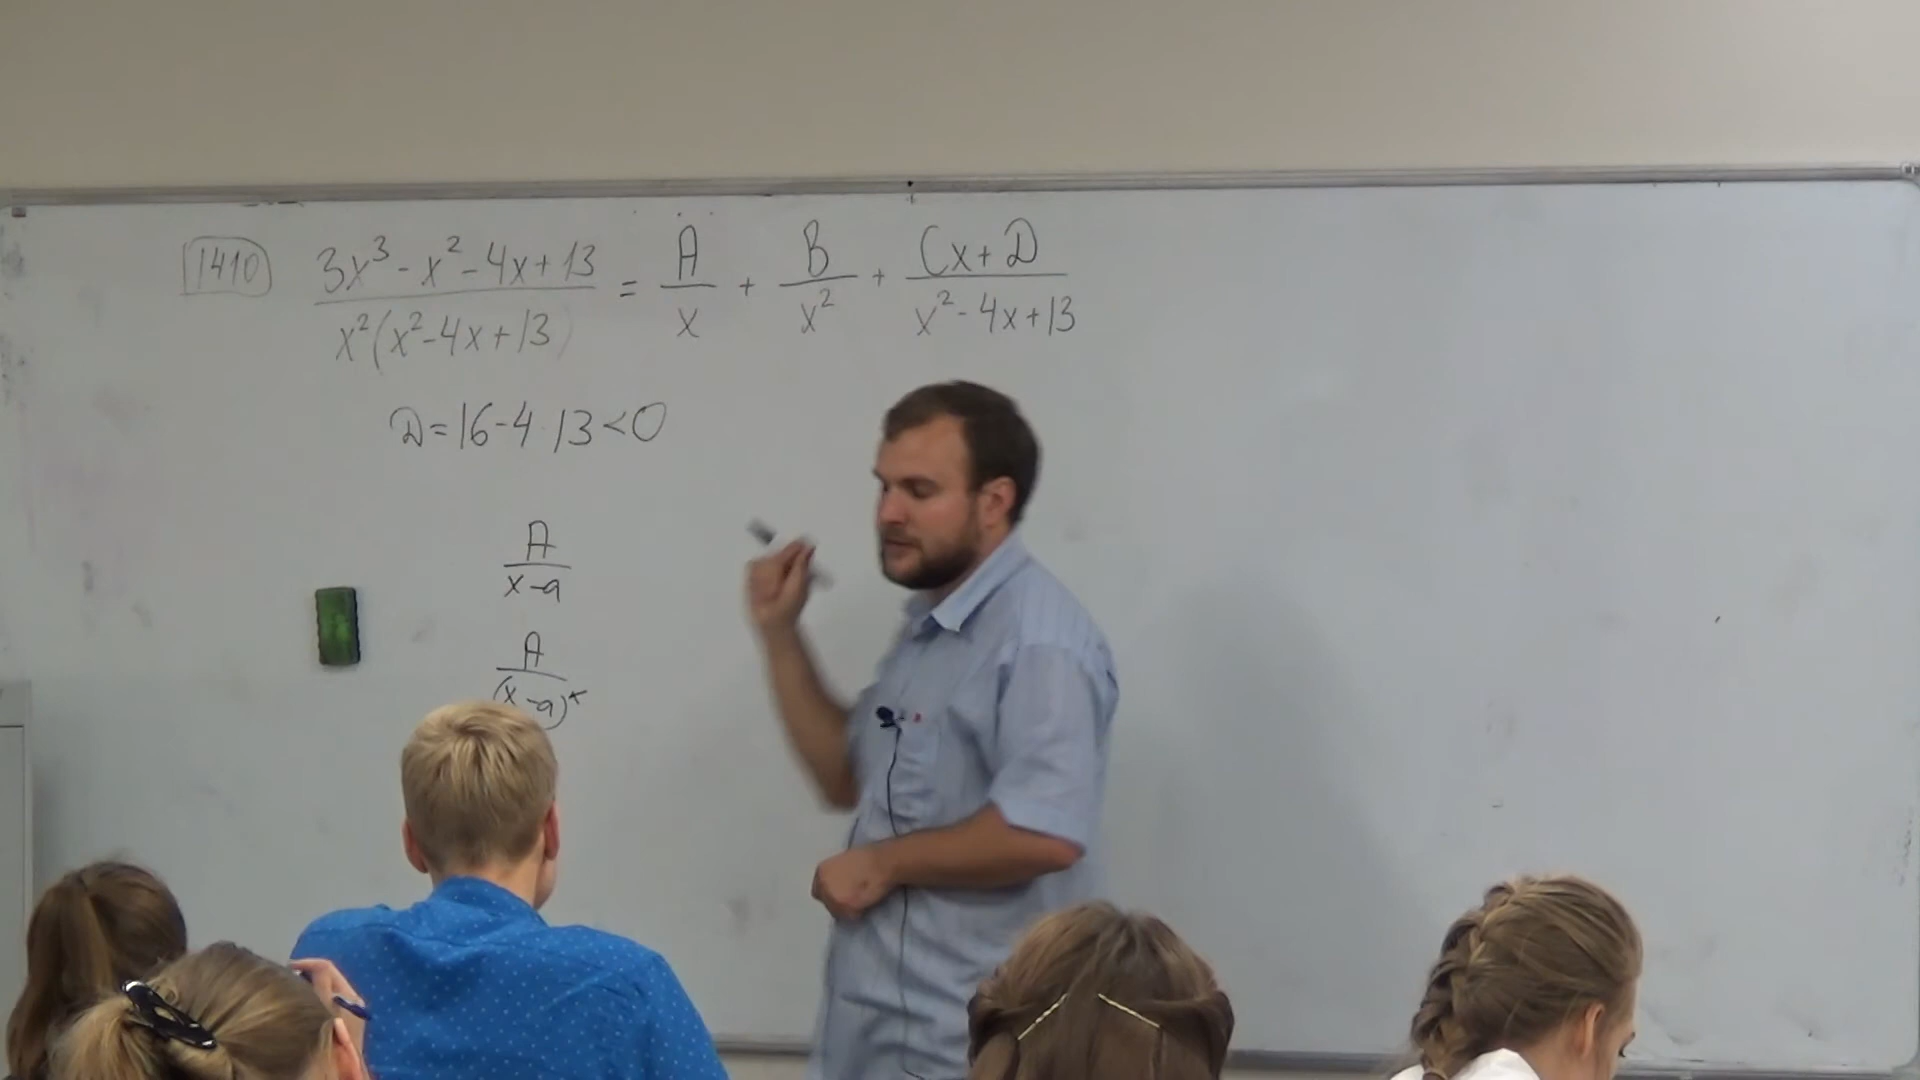 1410 (3x³ - x² - 4x + 13)/(x²(x² - 4x + 13)) = A/x + B/x² + (Cx + D)/(x² - 4x + 13)
D = 16 - 4·13 < 0
A/(x - a)
A/(x - a)ᵏ